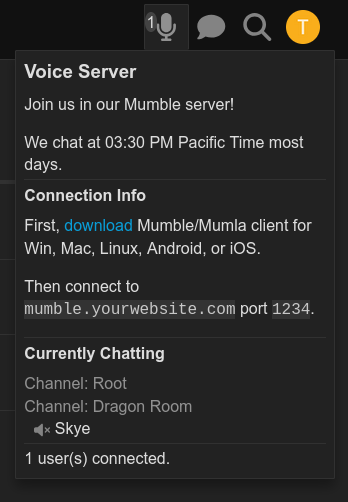 1
T
Voice Server
Join us in our Mumble server!
We chat at 03:30 PM Pacific Time most
days.
Connection Info
First, download Mumble/Mumla client for
Win, Mac, Linux, Android, or iOS.
Then connect to
mumble.yourwebsite.com port 1234.
Currently Chatting
Channel: Root
Channel: Dragon Room
Skye
1 user(s) connected.